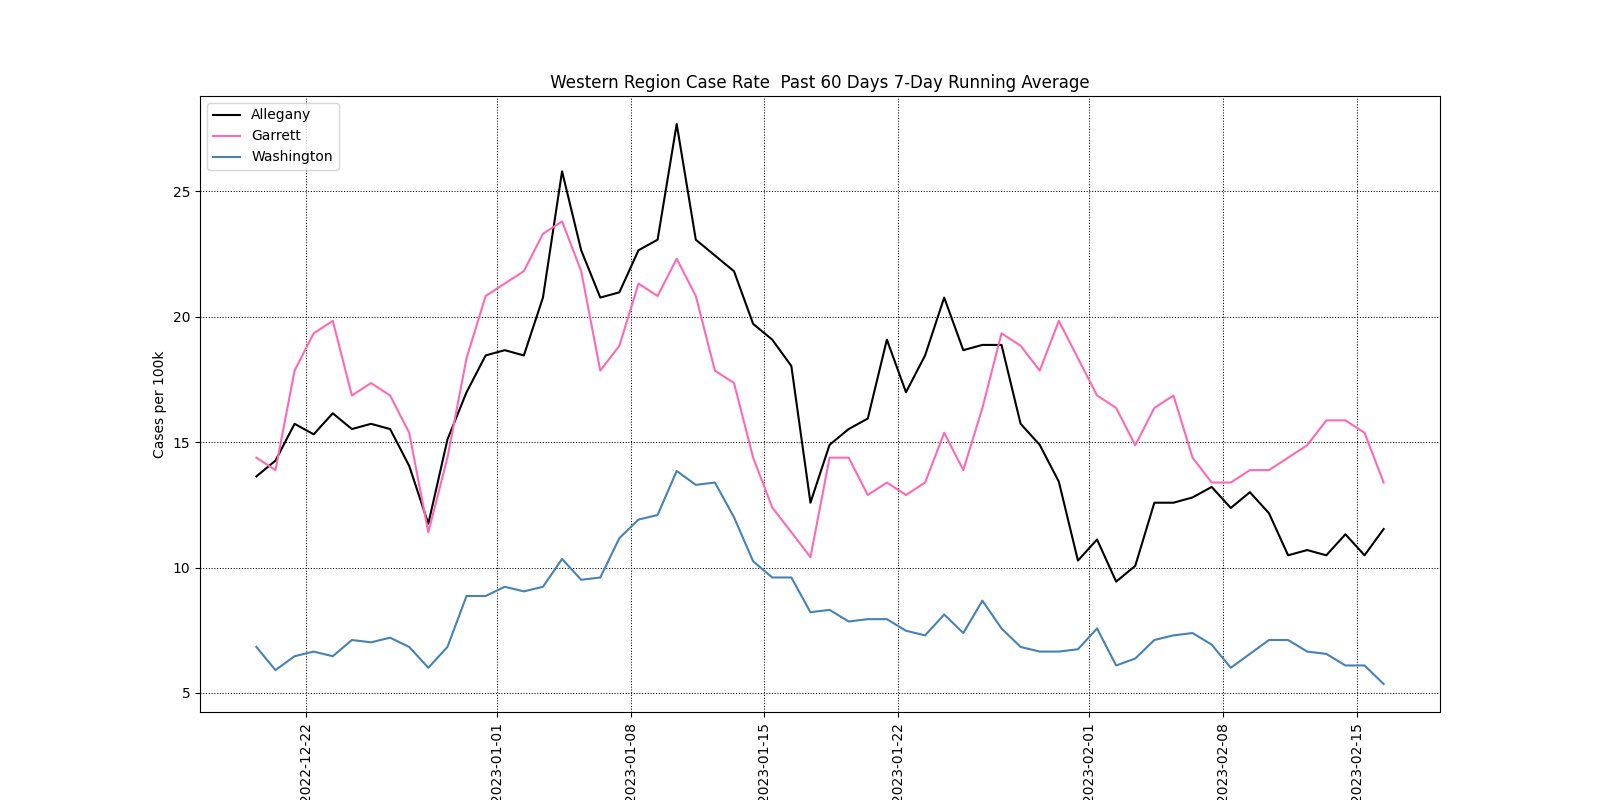 Western Region Case Rate  Past 60 Days 7-Day Running Average
Allegany
Garrett
Washington
Cases per 100k
25
20
15
10
5
2022-12-22
2023-01-01
2023-01-08
2023-01-15
2023-01-22
2023-02-01
2023-02-08
2023-02-15